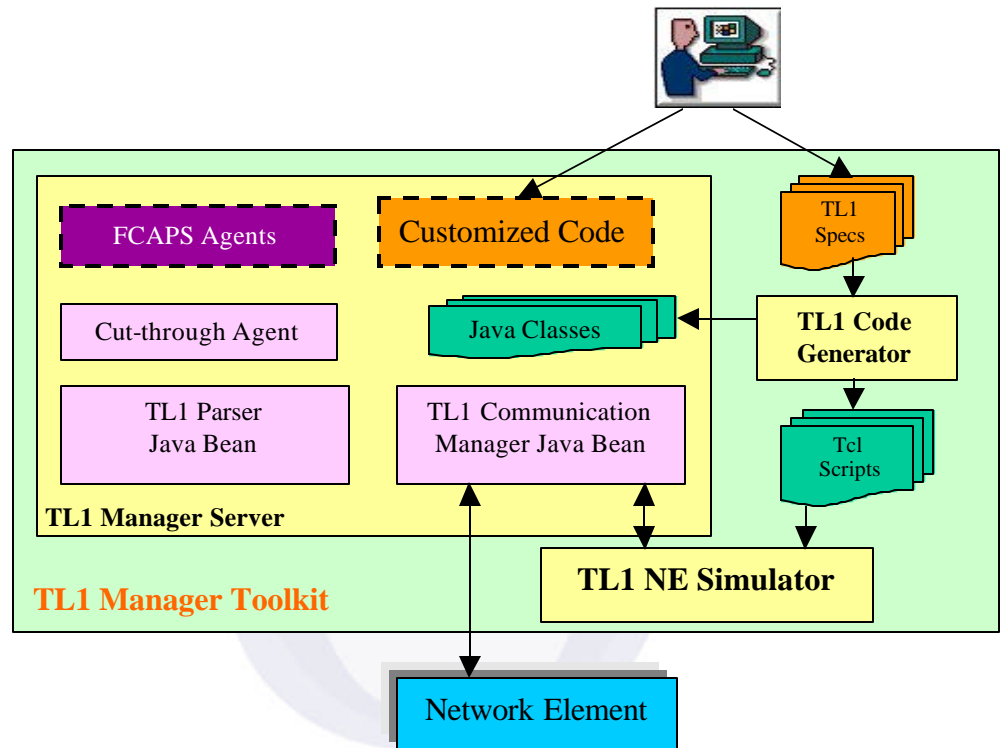 FCAPS Agents
Customized Code
TL1
Specs
Cut-through Agent
Java Classes
TL1 Code
Generator
TL1 Parser
Java Bean
TL1 Communication
Manager Java Bean
Tcl
Scripts
TL1 Manager Server
TL1 NE Simulator
TL1 Manager Toolkit
Network Element